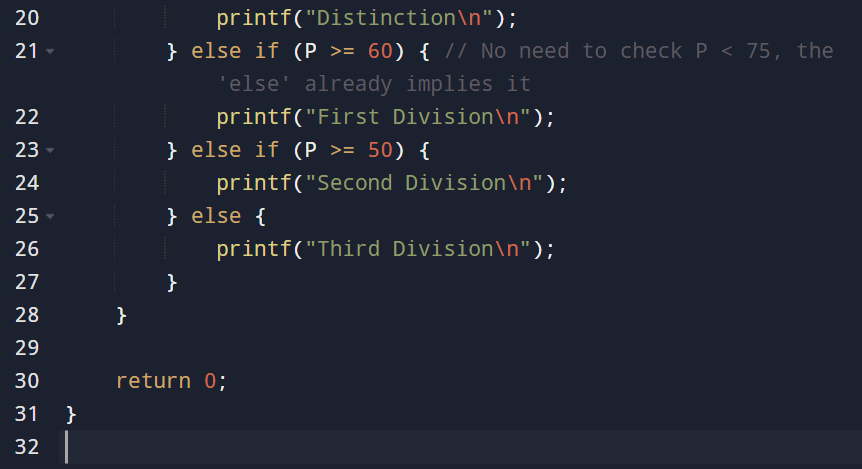 20 printf("Distinction\n");
21 } else if (P >= 60) { // No need to check P < 75, the
'else' already implies it
22 printf("First Division\n");
23 } else if (P >= 50) {
24 printf("Second Division\n");
25 } else {
26 printf("Third Division\n");
27 }
28 }
29
30 return 0;
31 }
32